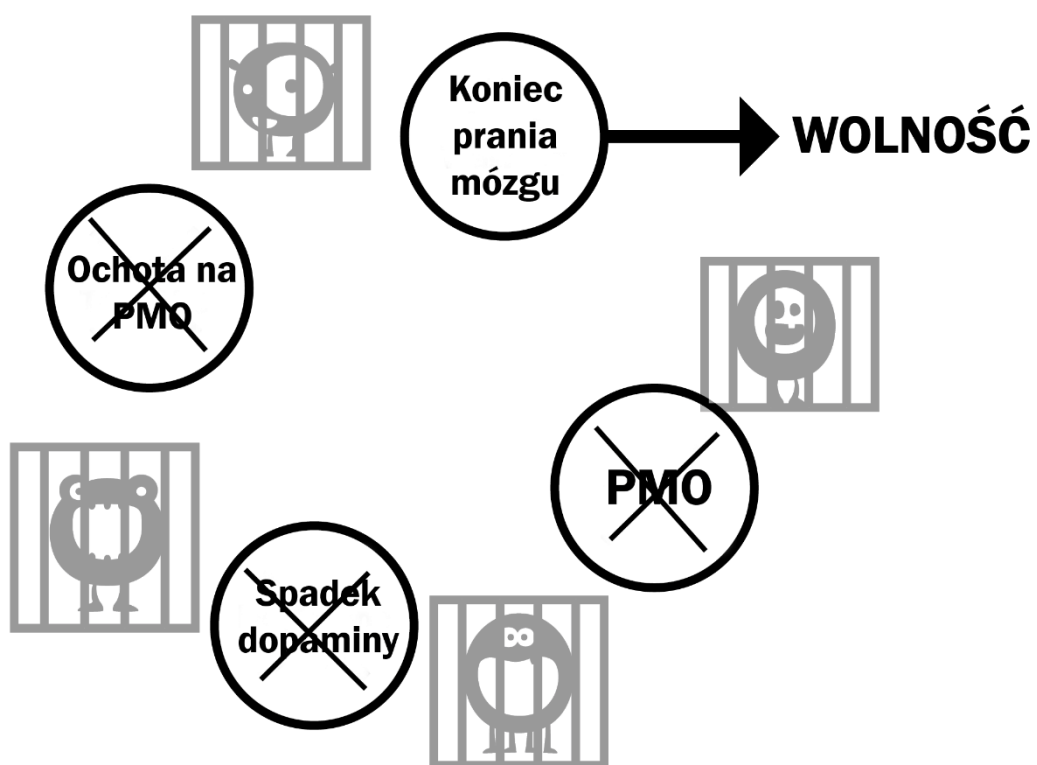 Koniec
prania
mózgu
WOLNOŚĆ
Ochota na
PMO
PMO
Spadek
dopaminy